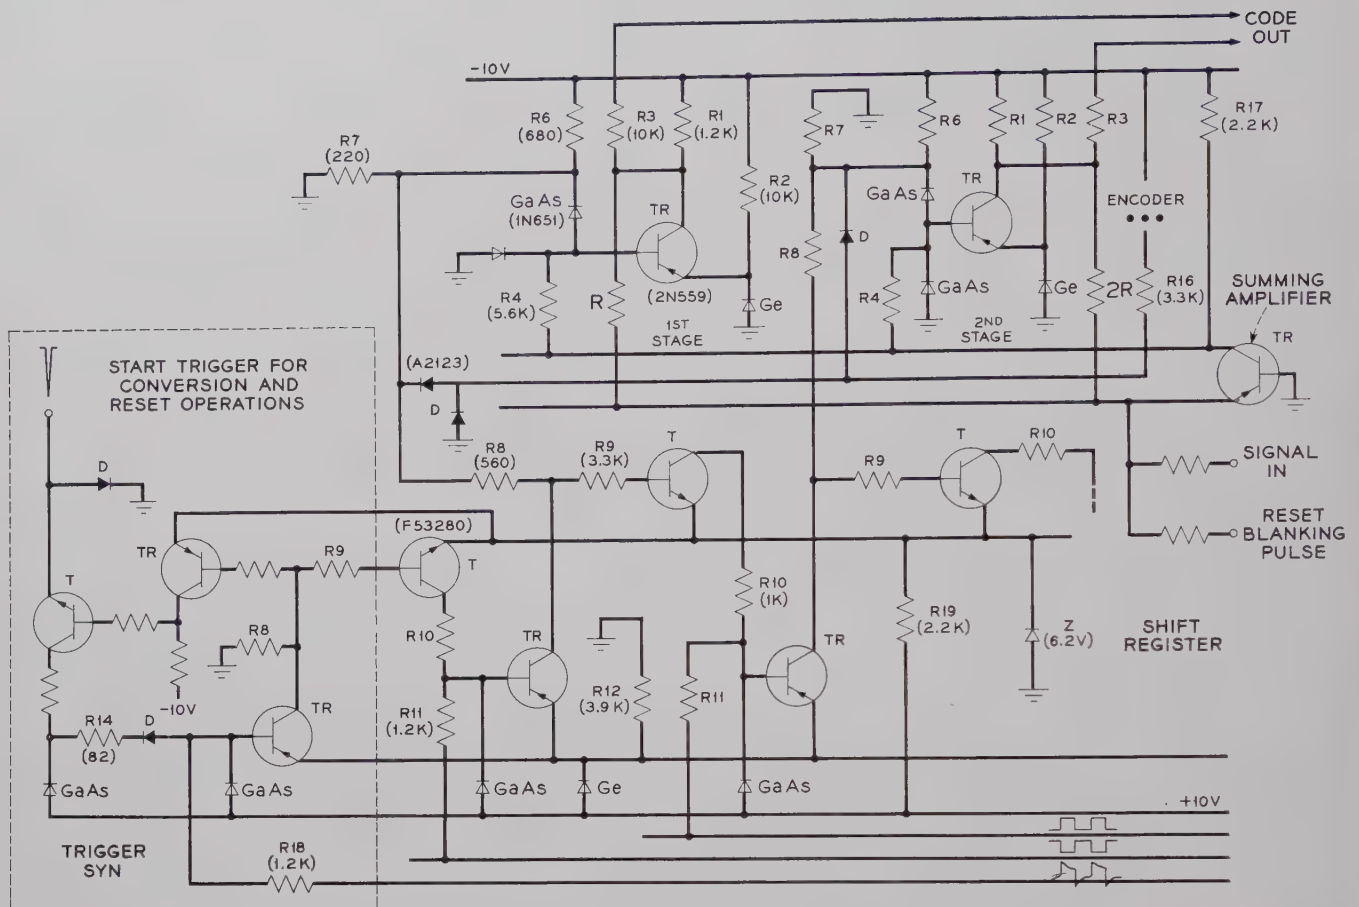 CODE
OUT
-10V
R6
(680)
R3
(10K)
R1
(1.2K)
R7
R6
R1
R2
R3
R17
(2.2K)
R7
(220)
GaAs
(1N651)
TR
R2
(10K)
GaAs
TR
ENCODER
R4
(5.6K)
R
(2N559)
1ST
STAGE
Ge
R8
D
R4
GaAs
2ND
STAGE
Ge
2R
R16
(3.3K)
SUMMING
AMPLIFIER
TR
START TRIGGER FOR
CONVERSION AND
RESET OPERATIONS
(A2123)
D
D
R8
(560)
R9
(3.3K)
T
R9
T
R10
SIGNAL
IN
RESET
BLANKING
PULSE
TR
T
R9
(F53280)
T
R8
R10
TR
R10
(1K)
TR
R19
(2.2K)
Z
(6.2V)
SHIFT
REGISTER
-10V
R14
(82)
D
TR
R11
(1.2K)
R12
(3.9K)
R11
GaAs
GaAs
GaAs
Ge
GaAs
+10V
TRIGGER
SYN
R18
(1.2K)